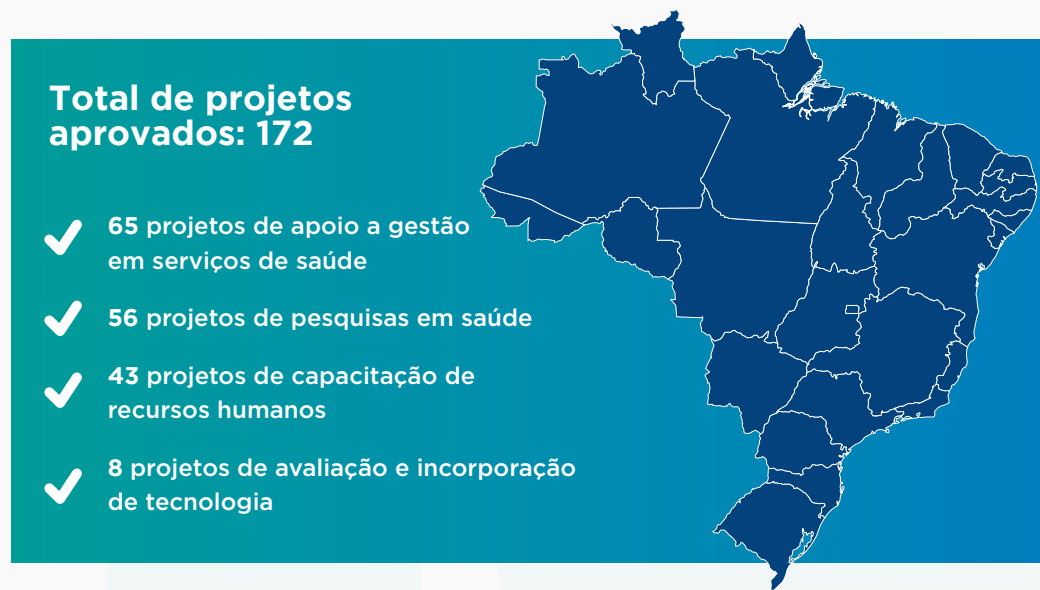 Total de projetos
aprovados: 172
65 projetos de apoio a gestão
em serviços de saúde
56 projetos de pesquisas em saúde
43 projetos de capacitação de
recursos humanos
8 projetos de avaliação e incorporação
de tecnologia